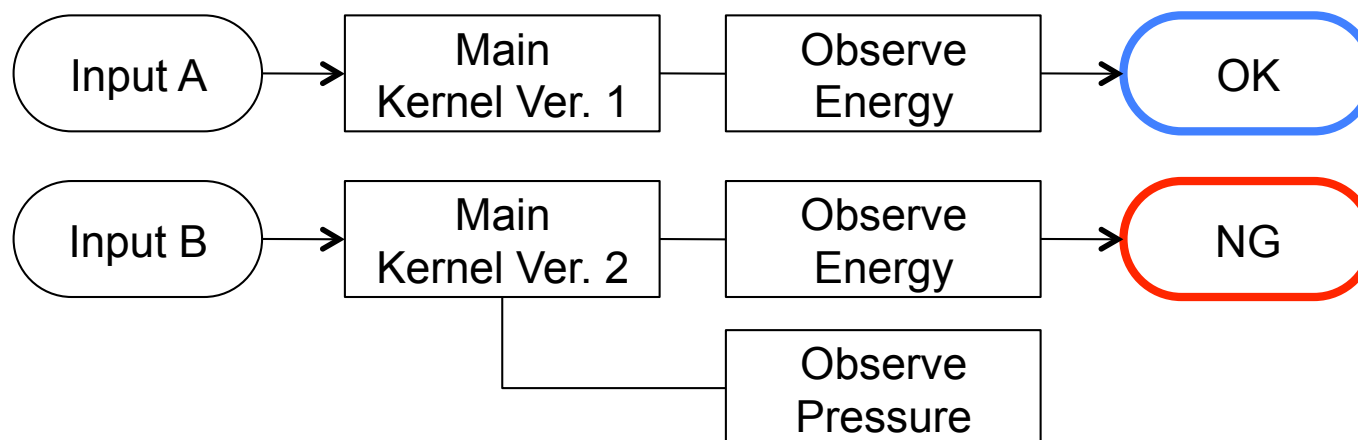 Input A
Main
Kernel Ver. 1
Observe
Energy
OK
Input B
Main
Kernel Ver. 2
Observe
Energy
NG
Observe
Pressure